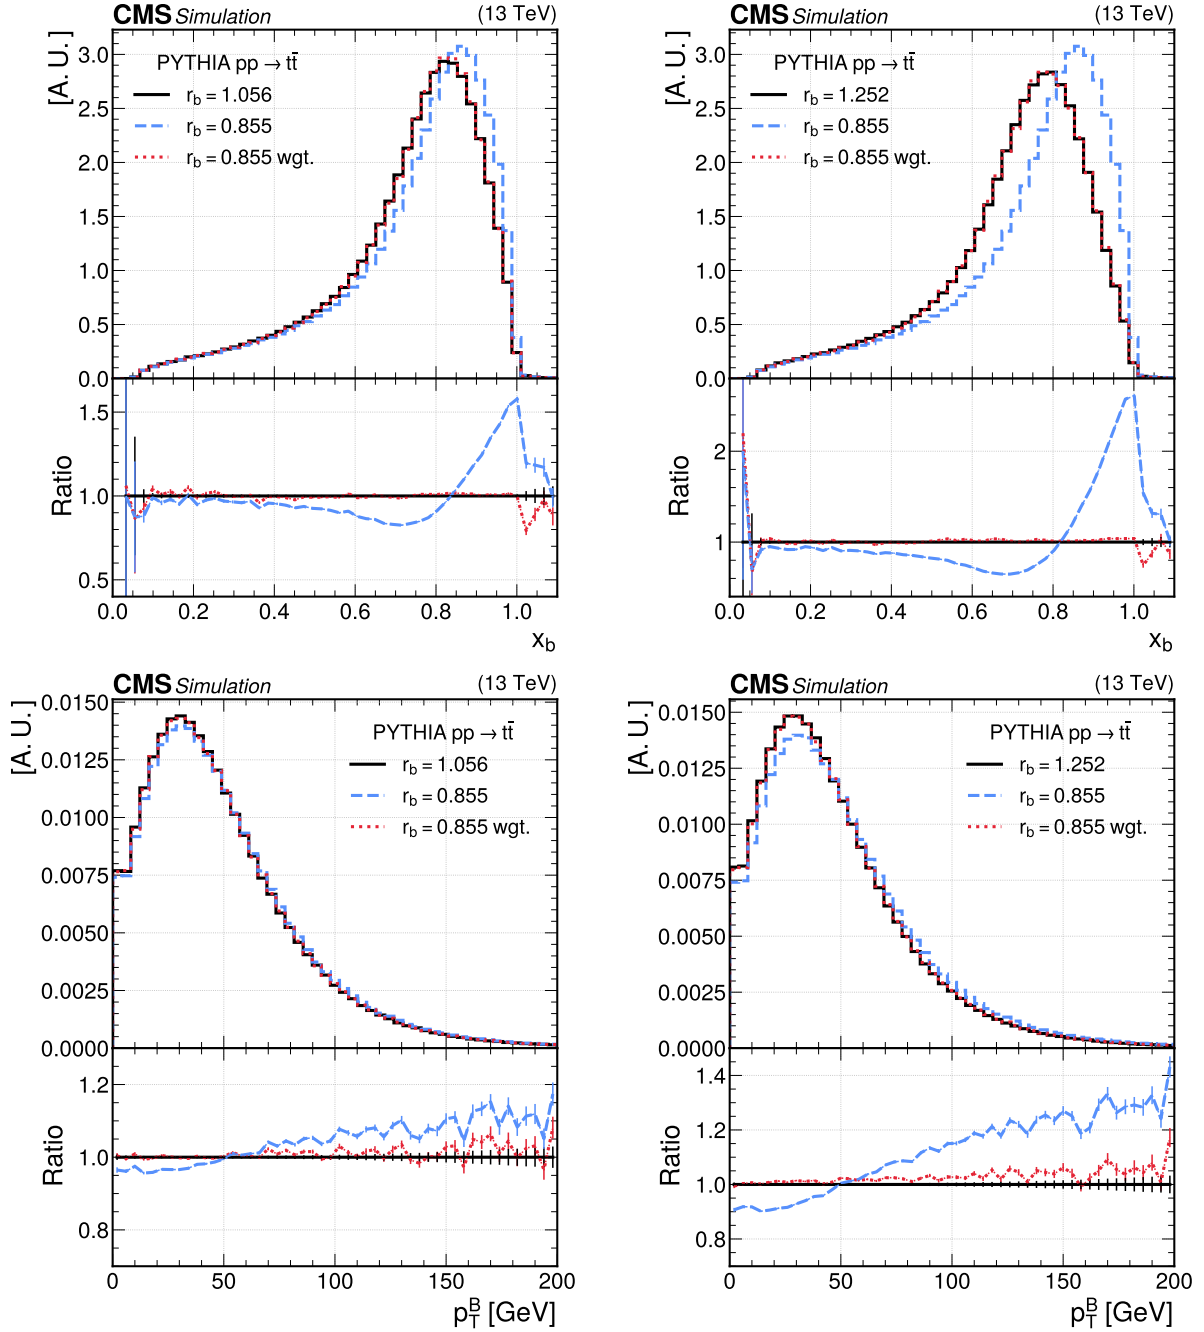 CMS Simulation (13 TeV)
[A. U.]
3.0
2.5
2.0
1.5
1.0
0.5
0.0
PYTHIA pp → tt̄
r_b = 1.056
r_b = 0.855
r_b = 0.855 wgt.
Ratio
1.5
1.0
0.5
0.0 0.2 0.4 0.6 0.8 1.0
x_b
CMS Simulation (13 TeV)
[A. U.]
3.0
2.5
2.0
1.5
1.0
0.5
0.0
PYTHIA pp → tt̄
r_b = 1.252
r_b = 0.855
r_b = 0.855 wgt.
Ratio
2
1
0.0 0.2 0.4 0.6 0.8 1.0
x_b
CMS Simulation (13 TeV)
[A. U.]
0.0150
0.0125
0.0100
0.0075
0.0050
0.0025
0.0000
PYTHIA pp → tt̄
r_b = 1.056
r_b = 0.855
r_b = 0.855 wgt.
Ratio
1.2
1.0
0.8
0 50 100 150 200
p_T^B [GeV]
CMS Simulation (13 TeV)
[A. U.]
0.0150
0.0125
0.0100
0.0075
0.0050
0.0025
0.0000
PYTHIA pp → tt̄
r_b = 1.252
r_b = 0.855
r_b = 0.855 wgt.
Ratio
1.4
1.2
1.0
0.8
0 50 100 150 200
p_T^B [GeV]